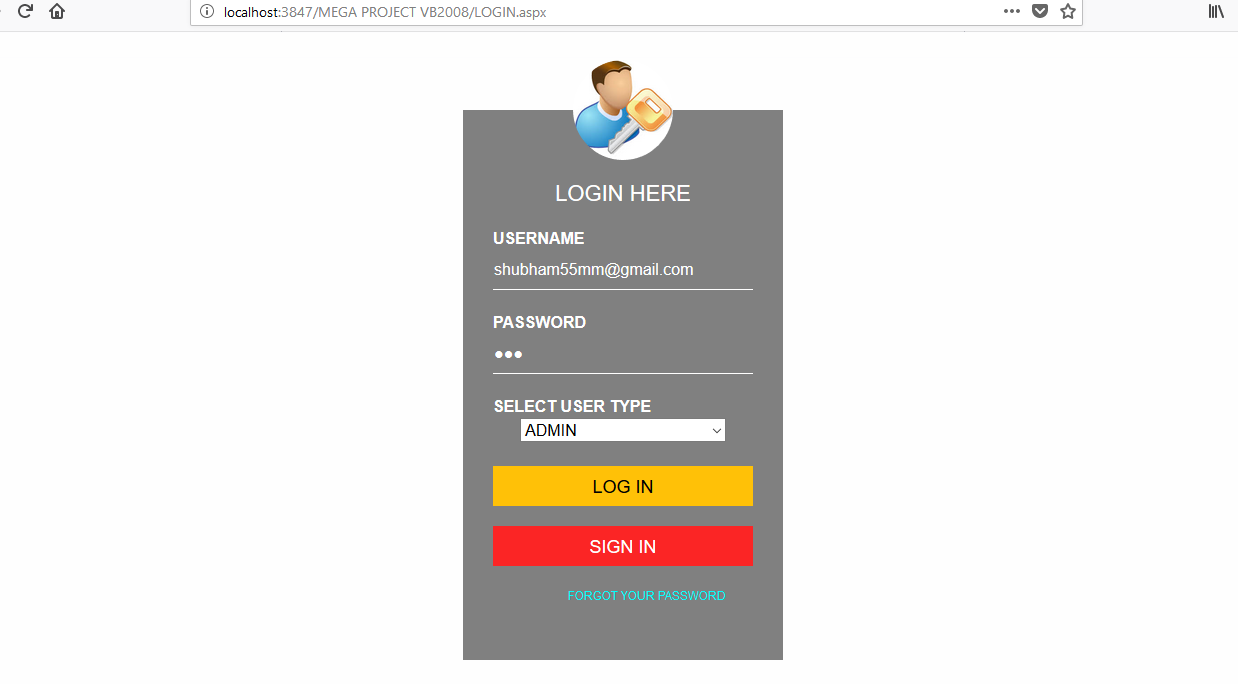 localhost:3847/MEGA PROJECT VB2008/LOGIN.aspx
LOGIN HERE
USERNAME
shubham55mm@gmail.com
PASSWORD
●●●
SELECT USER TYPE
ADMIN
LOG IN
SIGN IN
FORGOT YOUR PASSWORD